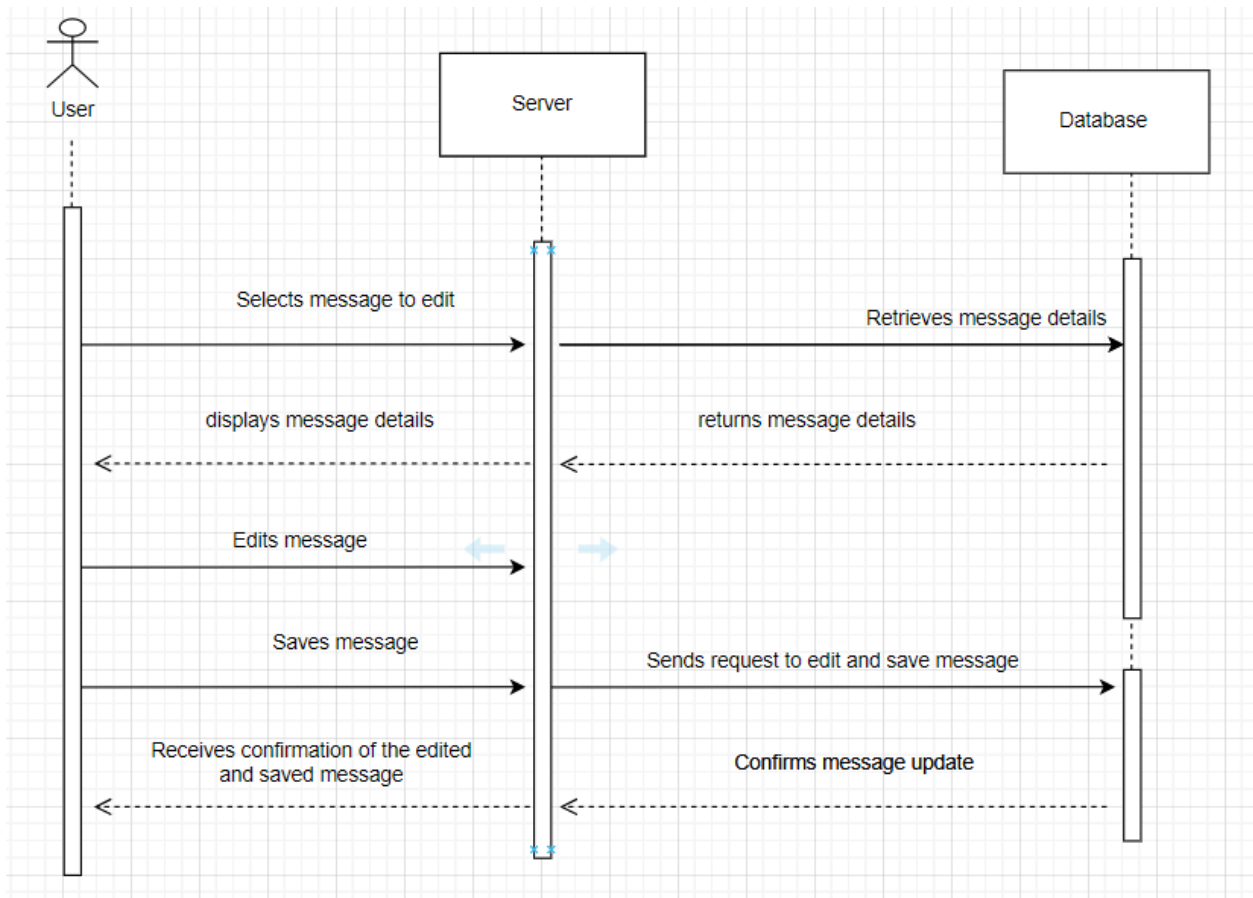 User
Server
Database
Selects message to edit
Retrieves message details
displays message details
returns message details
Edits message
Saves message
Sends request to edit and save message
Receives confirmation of the edited
and saved message
Confirms message update